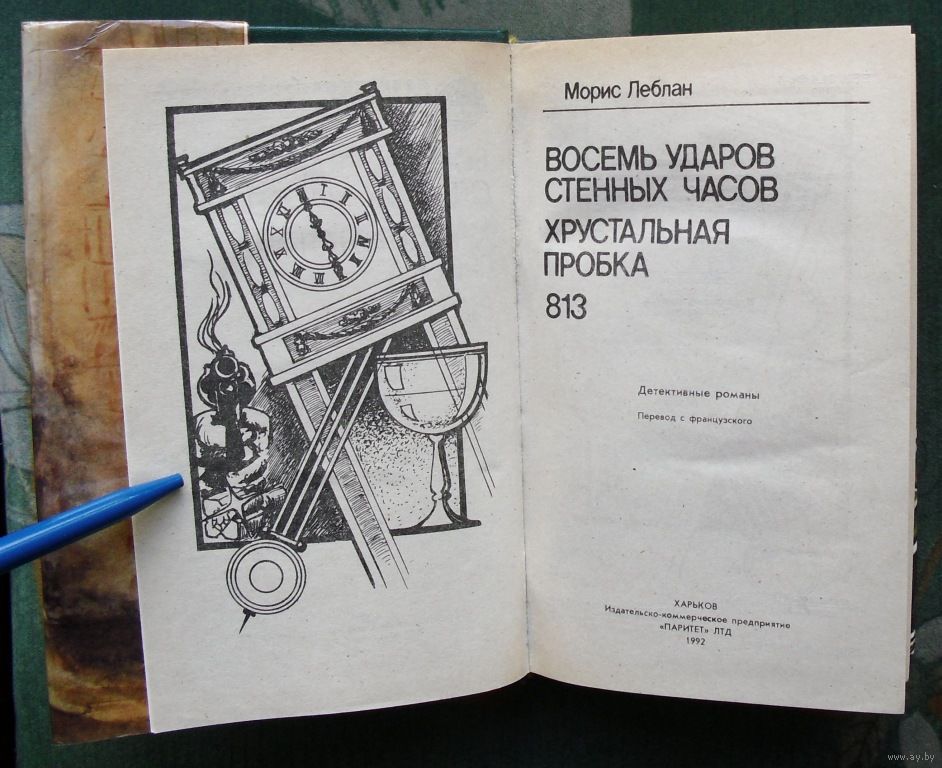 Морис Леблан
ВОСЕМЬ УДАРОВ
СТЕННЫХ ЧАСОВ
ХРУСТАЛЬНАЯ
ПРОБКА
813
Детективные романы
Перевод с французского
ХАРЬКОВ
Издательско-коммерческое предприятие
«ПАРИТЕТ» ЛТД
1992
www.ay.by